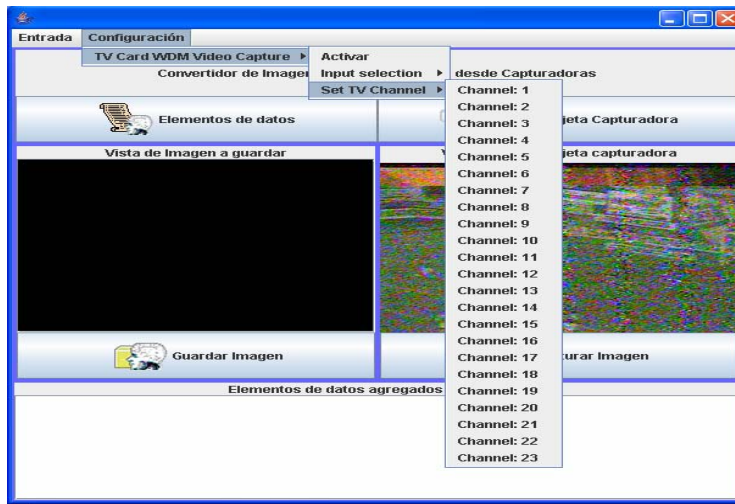 Entrada Configuración
TV Card WDM Video Capture Activar
Convertidor de Imagen Input selection desde Capturadoras
Set TV Channel Channel: 1
Elementos de datos Channel: 2
Channel: 3 Capturadora
Channel: 4
Vista de Imagen a guardar Channel: 5 capturadora
Channel: 6
Channel: 7
Channel: 8
Channel: 9
Channel: 10
Channel: 11
Channel: 12
Channel: 13
Channel: 14
Channel: 15
Channel: 16
Guardar Imagen Channel: 17 Imagen
Channel: 18
Elementos de datos agregados Channel: 19
Channel: 20
Channel: 21
Channel: 22
Channel: 23